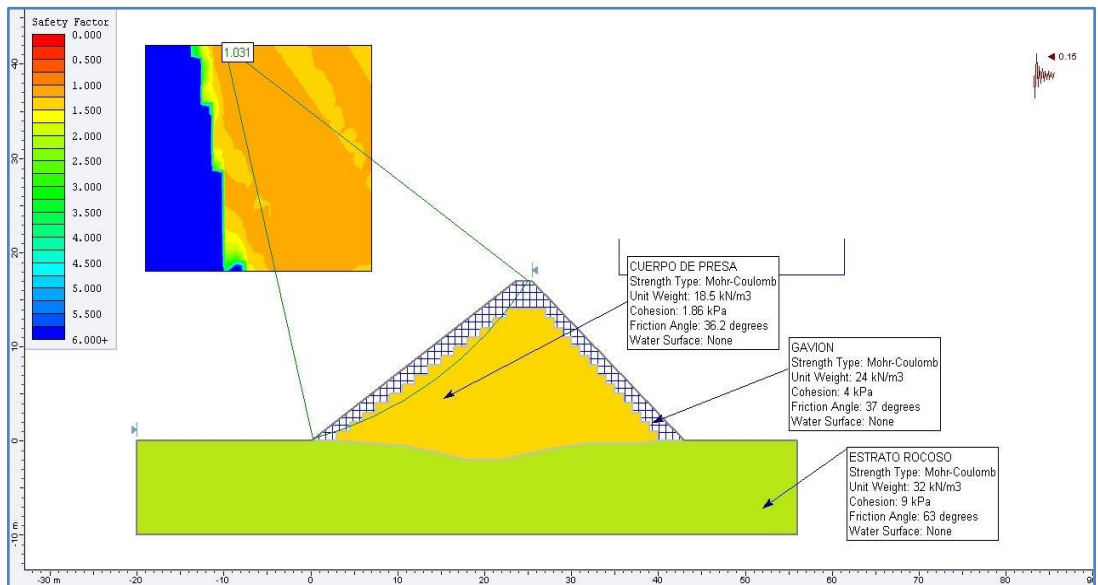 Safety Factor
0.000
0.500
1.000
1.500
2.000
2.500
3.000
3.500
4.000
4.500
5.000
5.500
6.000+
1.031
0.15
CUERPO DE PRESA
Strength Type: Mohr-Coulomb
Unit Weight: 18.5 kN/m3
Cohesion: 1.86 kPa
Friction Angle: 36.2 degrees
Water Surface: None
GAVION
Strength Type: Mohr-Coulomb
Unit Weight: 24 kN/m3
Cohesion: 4 kPa
Friction Angle: 37 degrees
Water Surface: None
ESTRATO ROCOSO
Strength Type: Mohr-Coulomb
Unit Weight: 32 kN/m3
Cohesion: 9 kPa
Friction Angle: 63 degrees
Water Surface: None
40
30
20
10
0
-10 m
-30 m -20 -10 0 10 20 30 40 50 60 70 80